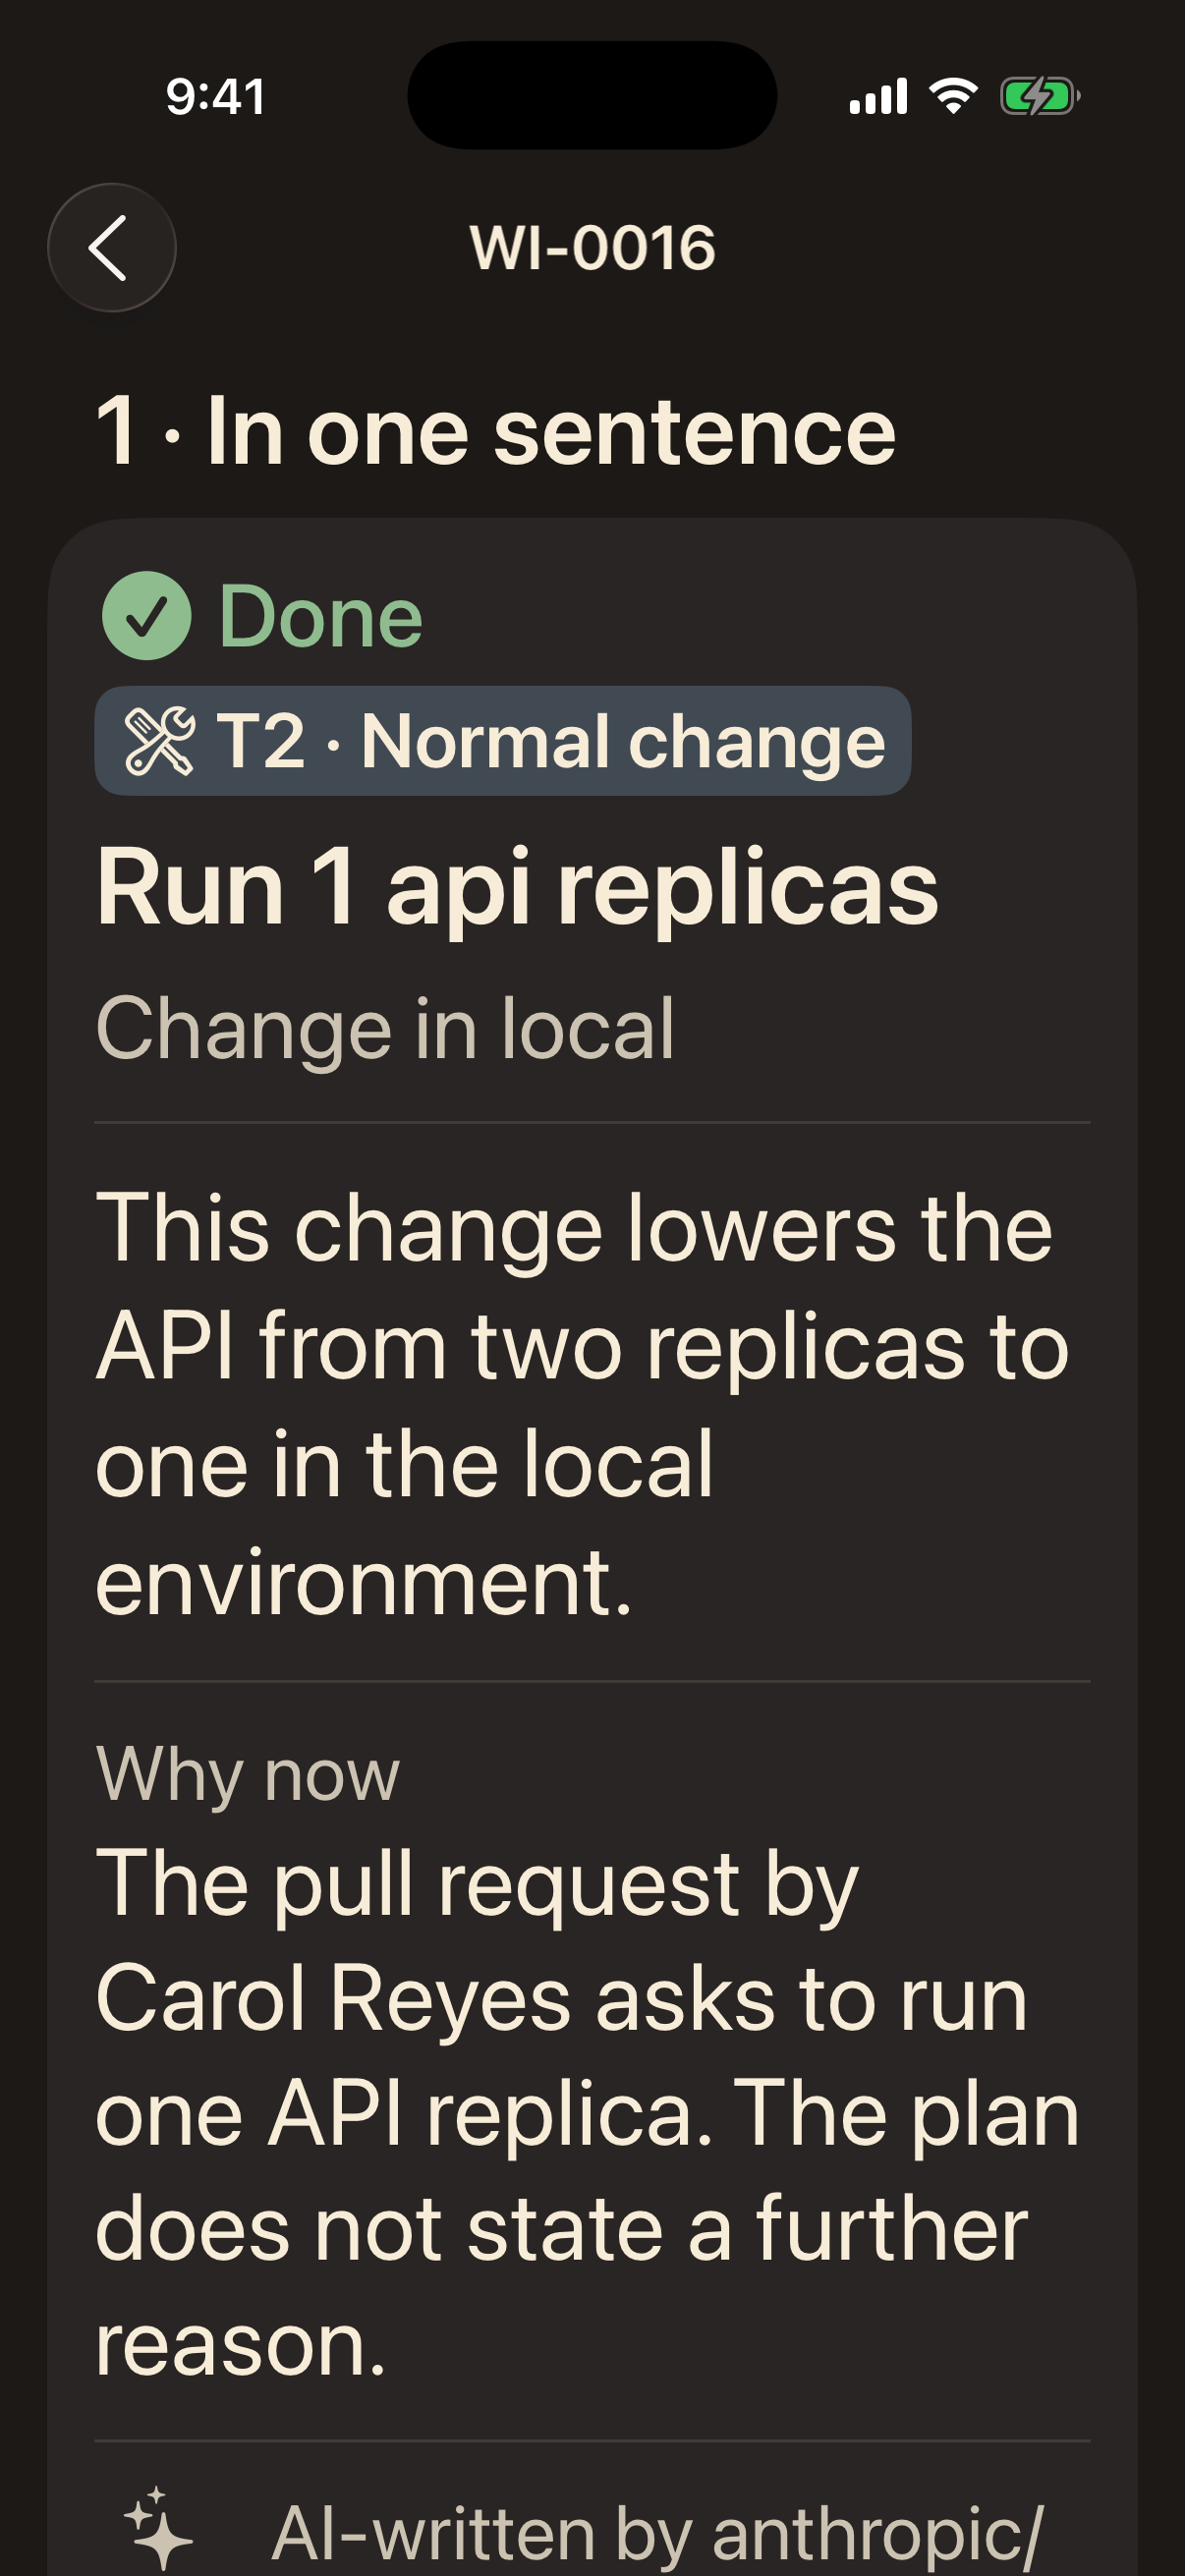 9:41
WI-0016
1 · In one sentence
Done
T2 · Normal change
Run 1 api replicas
Change in local
This change lowers the
API from two replicas to
one in the local
environment.
Why now
The pull request by
Carol Reyes asks to run
one API replica. The plan
does not state a further
reason.
AI-written by anthropic/